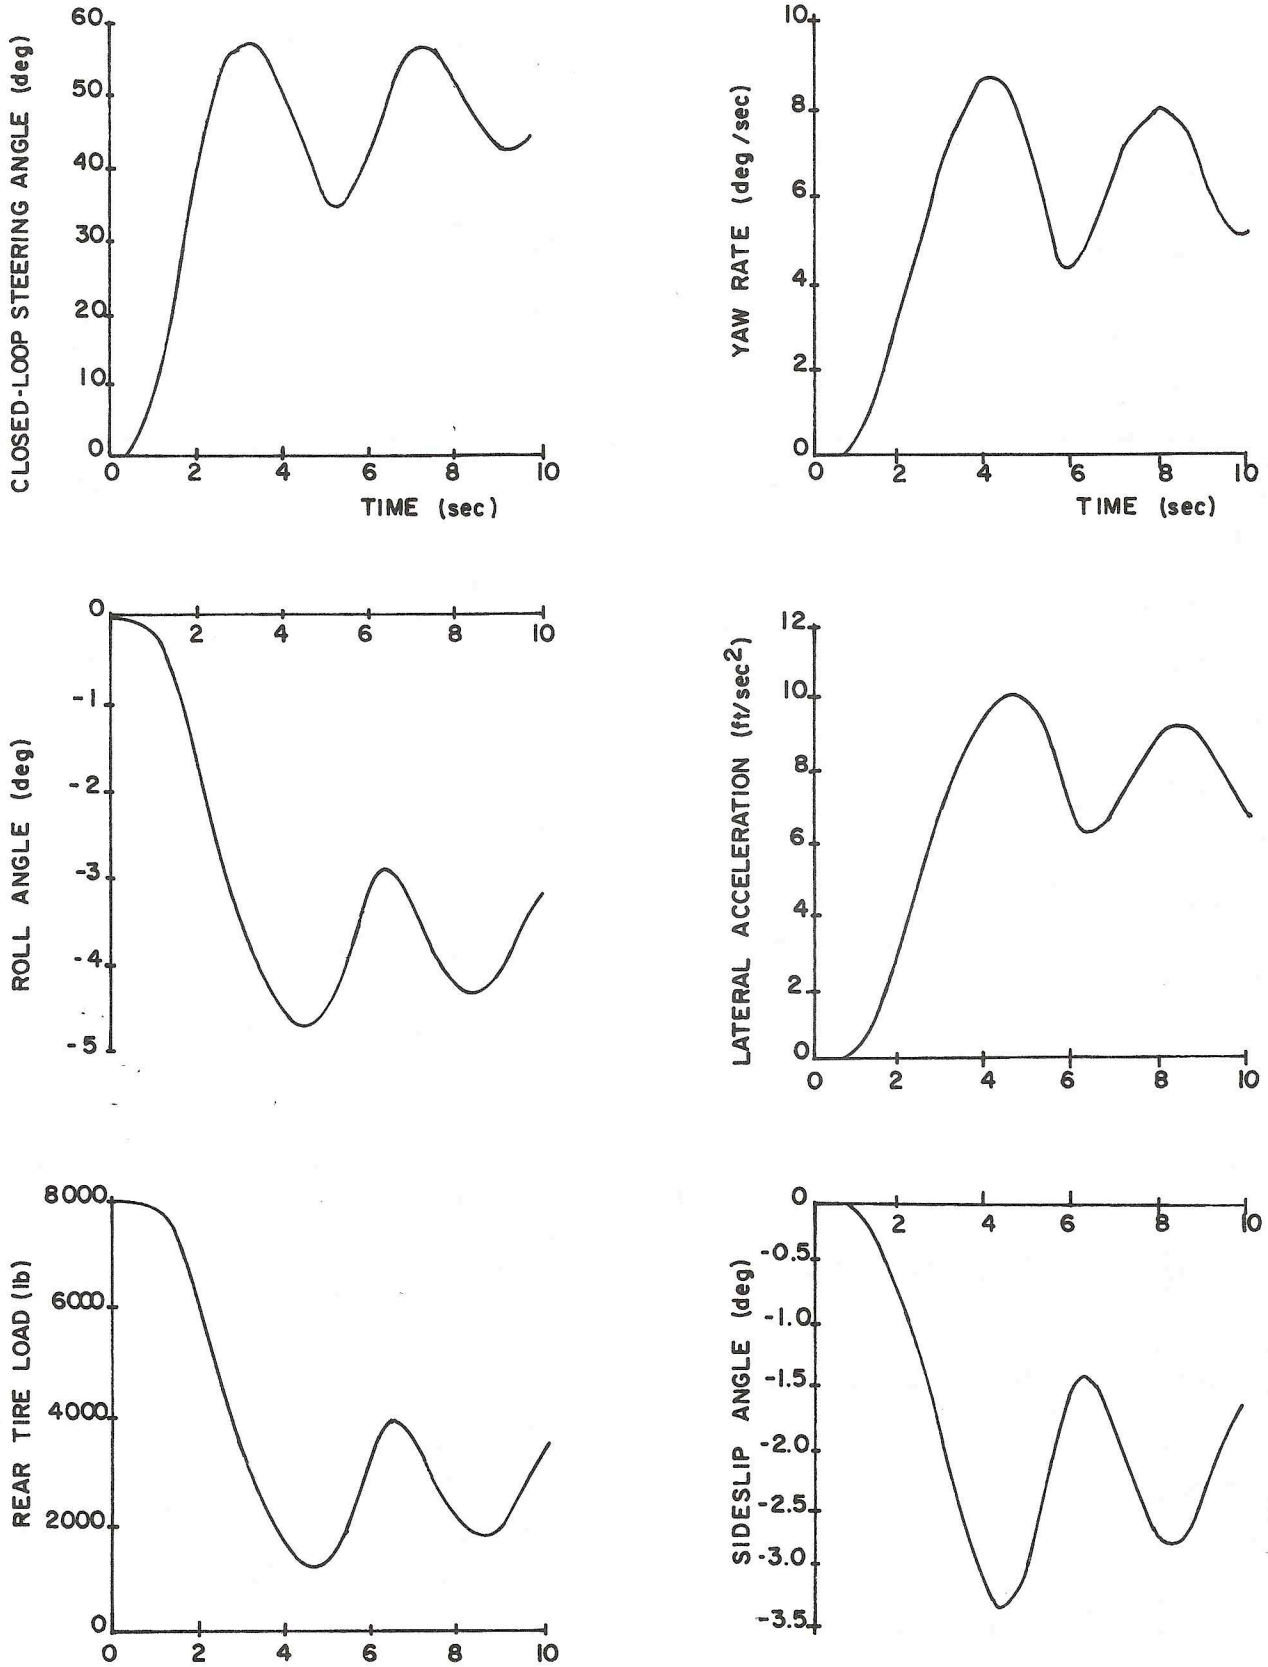 CLOSED-LOOP STEERING ANGLE (deg)
60
50
40
30
20
10
0
0 2 4 6 8 10
TIME (sec)
YAW RATE (deg/sec)
10
8
6
4
2
0
0 2 4 6 8 10
TIME (sec)
ROLL ANGLE (deg)
0
2 4 6 8 10
-1
-2
-3
-4
-5
LATERAL ACCELERATION (ft/sec2)
12
10
8
6
4
2
0
0 2 4 6 8 10
REAR TIRE LOAD (lb)
8000
6000
4000
2000
0
0 2 4 6 8 10
SIDESLIP ANGLE (deg)
0
2 4 6 8 10
-0.5
-1.0
-1.5
-2.0
-2.5
-3.0
-3.5